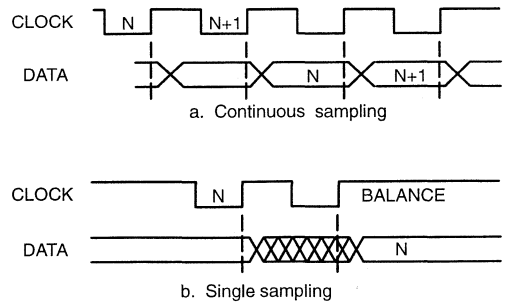 CLOCK N N+1
DATA N N+1
a. Continuous sampling
CLOCK N BALANCE
DATA N
b. Single sampling